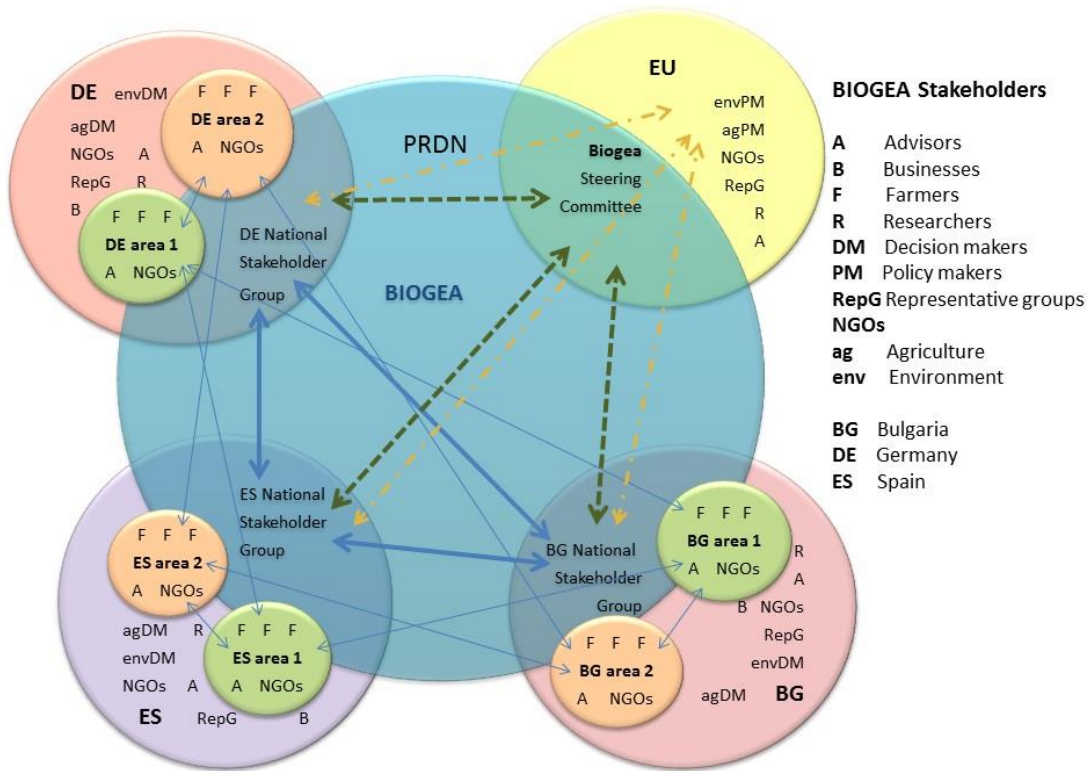 DE envDM
F F F
DE area 2
A NGOs
agDM
NGOs A
RepG R
B
F F F
DE area 1
A NGOs
DE National
Stakeholder
Group
PRDN
BIOGEA
EU
envPM
agPM
NGOs
RepG
R
A
Biogea
Steering
Committee
ES National
Stakeholder
Group
F F F
ES area 2
A NGOs
agDM R
envDM
NGOs A
ES RepG B
F F F
ES area 1
A NGOs
BG National
Stakeholder
Group
F F F
BG area 1
A NGOs
R
A
B NGOs
RepG
envDM
agDM BG
F F F
BG area 2
A NGOs
BIOGEA Stakeholders
A Advisors
B Businesses
F Farmers
R Researchers
DM Decision makers
PM Policy makers
RepG Representative groups
NGOs
ag Agriculture
env Environment
BG Bulgaria
DE Germany
ES Spain